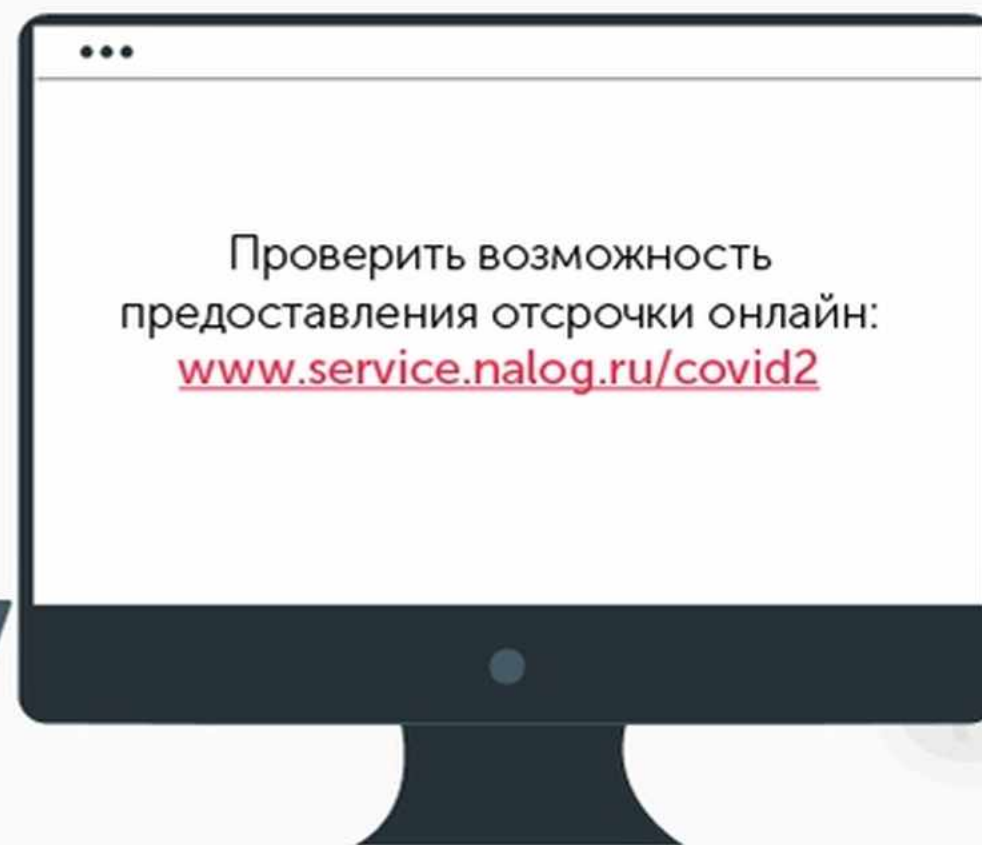 Проверить возможность
предоставления отсрочки онлайн:
www.service.nalog.ru/covid2